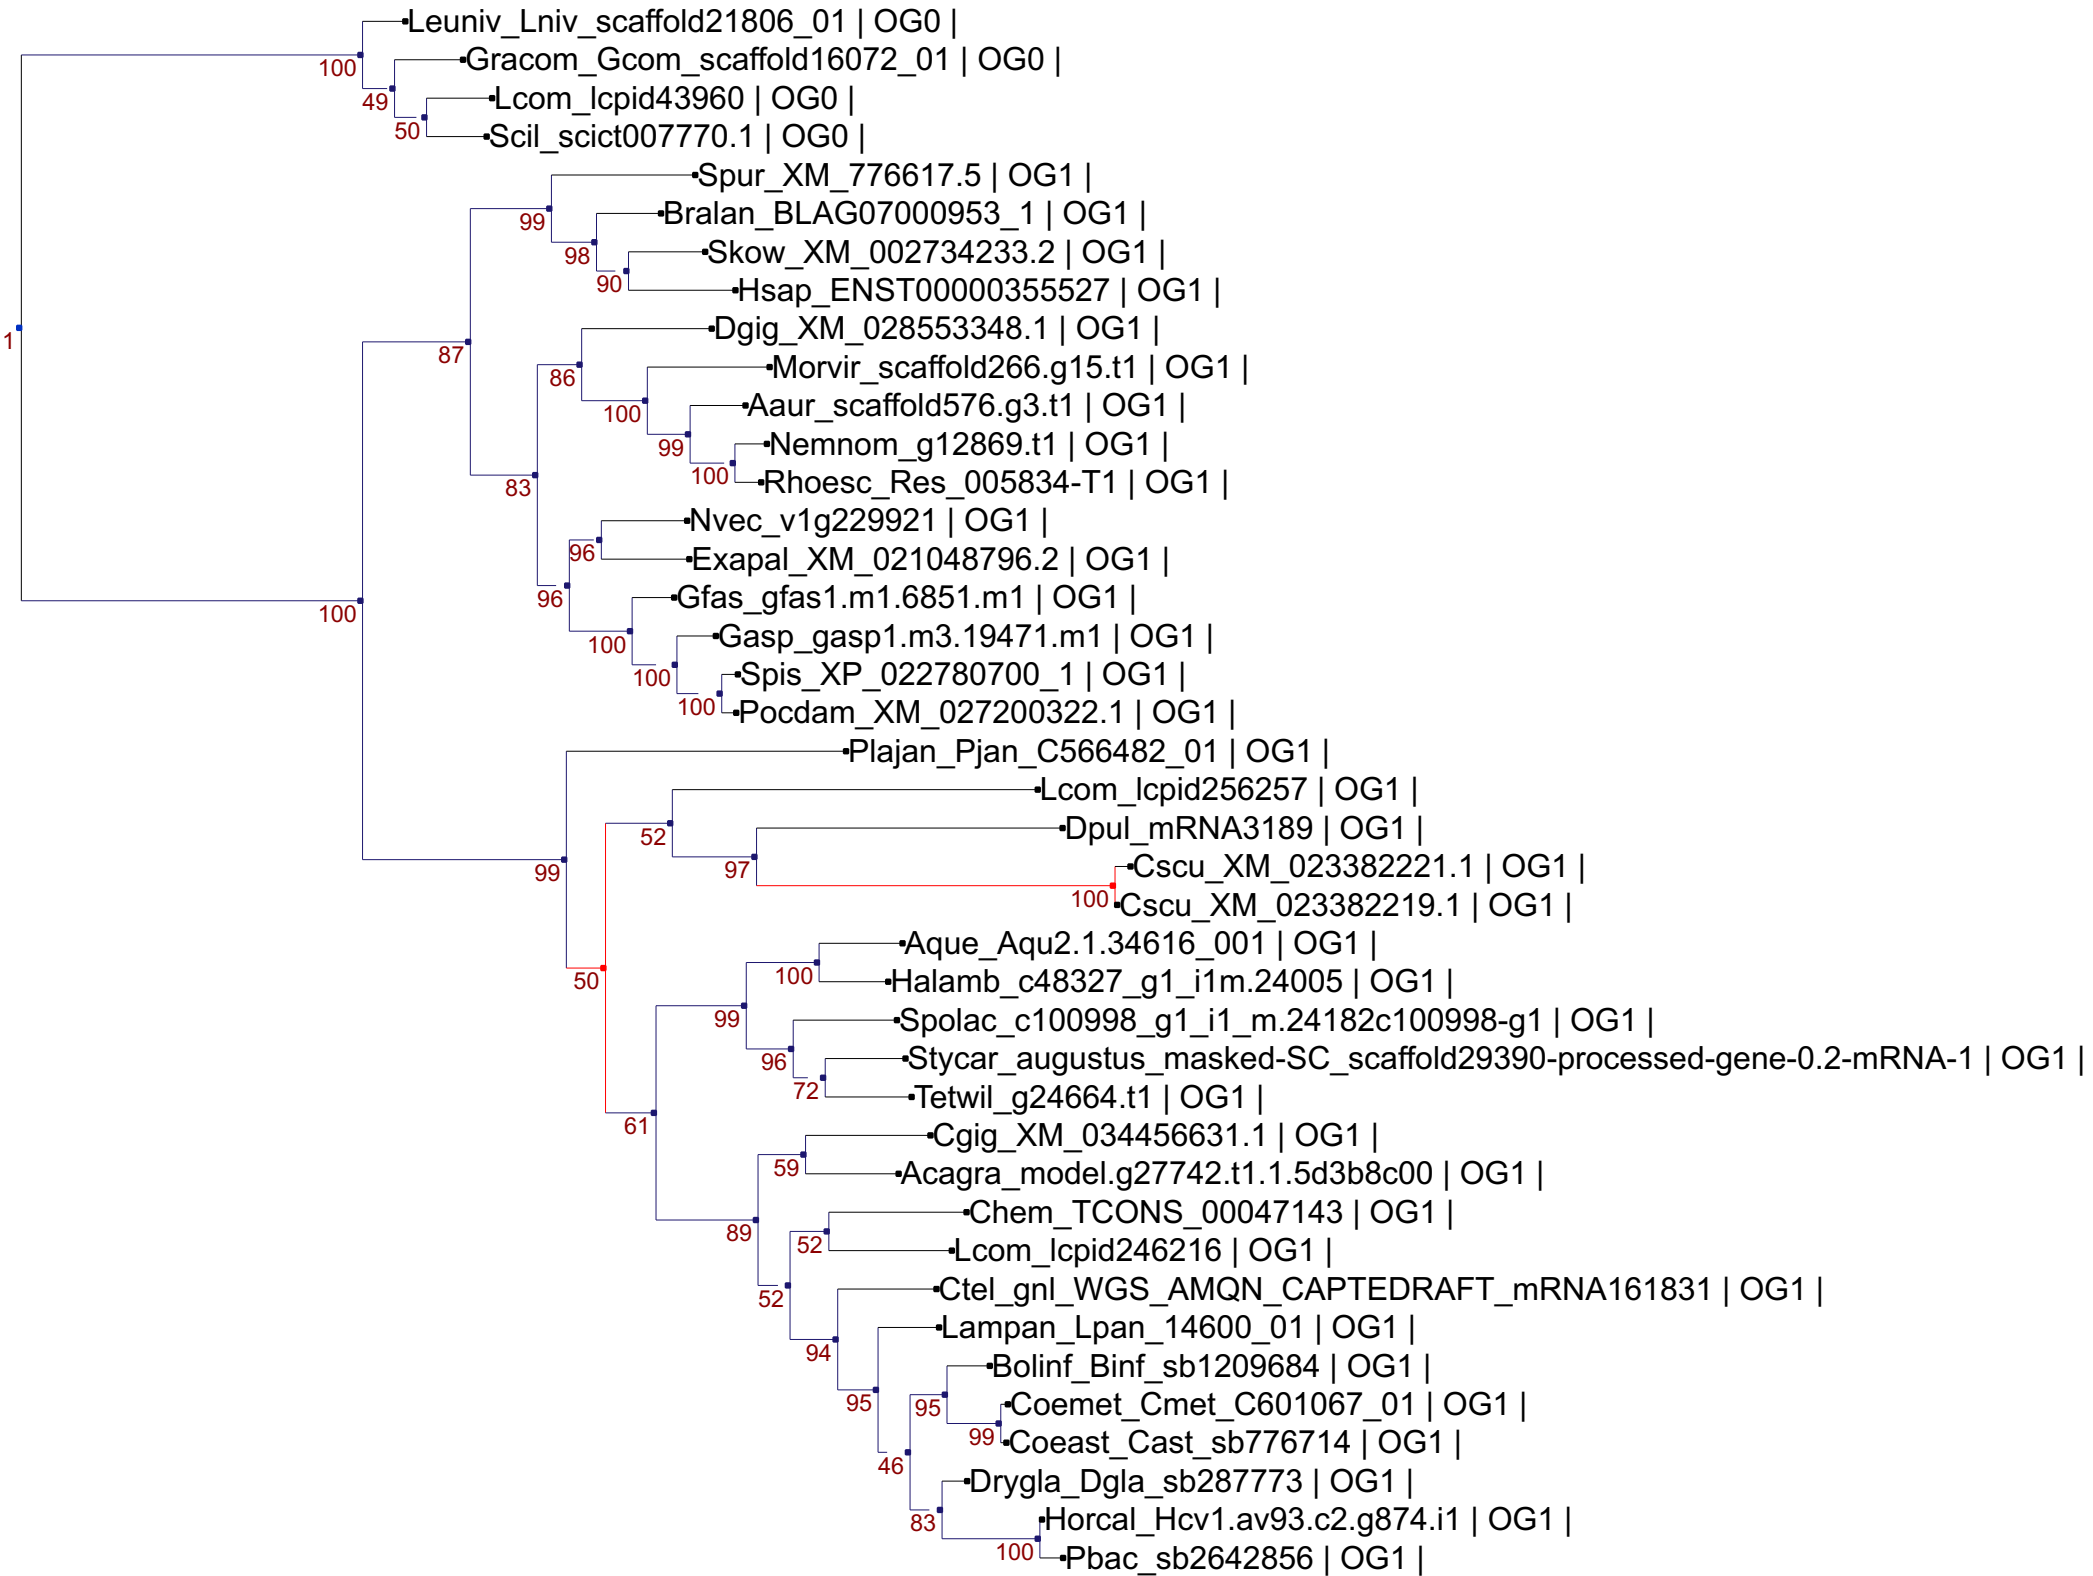 Leuniv_Lniv_scaffold21806_01 | OG0 |
100
Gracom_Gcom_scaffold16072_01 | OG0 |
49
Lcom_lcpid43960 | OG0 |
50
Scil_scict007770.1 | OG0 |
Spur_XM_776617.5 | OG1 |
99
Bralan_BLAG07000953_1 | OG1 |
98
Skow_XM_002734233.2 | OG1 |
90
Hsap_ENST00000355527 | OG1 |
Dgig_XM_028553348.1 | OG1 |
1
87
Morvir_scaffold266.g15.t1 | OG1 |
86
Aaur_scaffold576.g3.t1 | OG1 |
100
Nemnom_g12869.t1 | OG1 |
99
100
Rhoesc_Res_005834-T1 | OG1 |
83
Nvec_v1g229921 | OG1 |
96
Exapal_XM_021048796.2 | OG1 |
96
Gfas_gfas1.m1.6851.m1 | OG1 |
100
Gasp_gasp1.m3.19471.m1 | OG1 |
100
100
Spis_XP_022780700_1 | OG1 |
100
Pocdam_XM_027200322.1 | OG1 |
Plajan_Pjan_C566482_01 | OG1 |
Lcom_lcpid256257 | OG1 |
52
Dpul_mRNA3189 | OG1 |
99
97
Cscu_XM_023382221.1 | OG1 |
100
Cscu_XM_023382219.1 | OG1 |
Aque_Aqu2.1.34616_001 | OG1 |
50
100
Halamb_c48327_g1_i1m.24005 | OG1 |
99
Spolac_c100998_g1_i1_m.24182c100998-g1 | OG1 |
96
Stycar_augustus_masked-SC_scaffold29390-processed-gene-0.2-mRNA-1 | OG1 |
72
Tetwil_g24664.t1 | OG1 |
61
Cgig_XM_034456631.1 | OG1 |
59
Acagra_model.g27742.t1.1.5d3b8c00 | OG1 |
Chem_TCONS_00047143 | OG1 |
89
52
Lcom_lcpid246216 | OG1 |
52
Ctel_gnl_WGS_AMQN_CAPTEDRAFT_mRNA161831 | OG1 |
Lampan_Lpan_14600_01 | OG1 |
94
Bolinf_Binf_sb1209684 | OG1 |
95
95
Coemet_Cmet_C601067_01 | OG1 |
99
Coeast_Cast_sb776714 | OG1 |
46
Drygla_Dgla_sb287773 | OG1 |
83
Horcal_Hcv1.av93.c2.g874.i1 | OG1 |
100
Pbac_sb2642856 | OG1 |